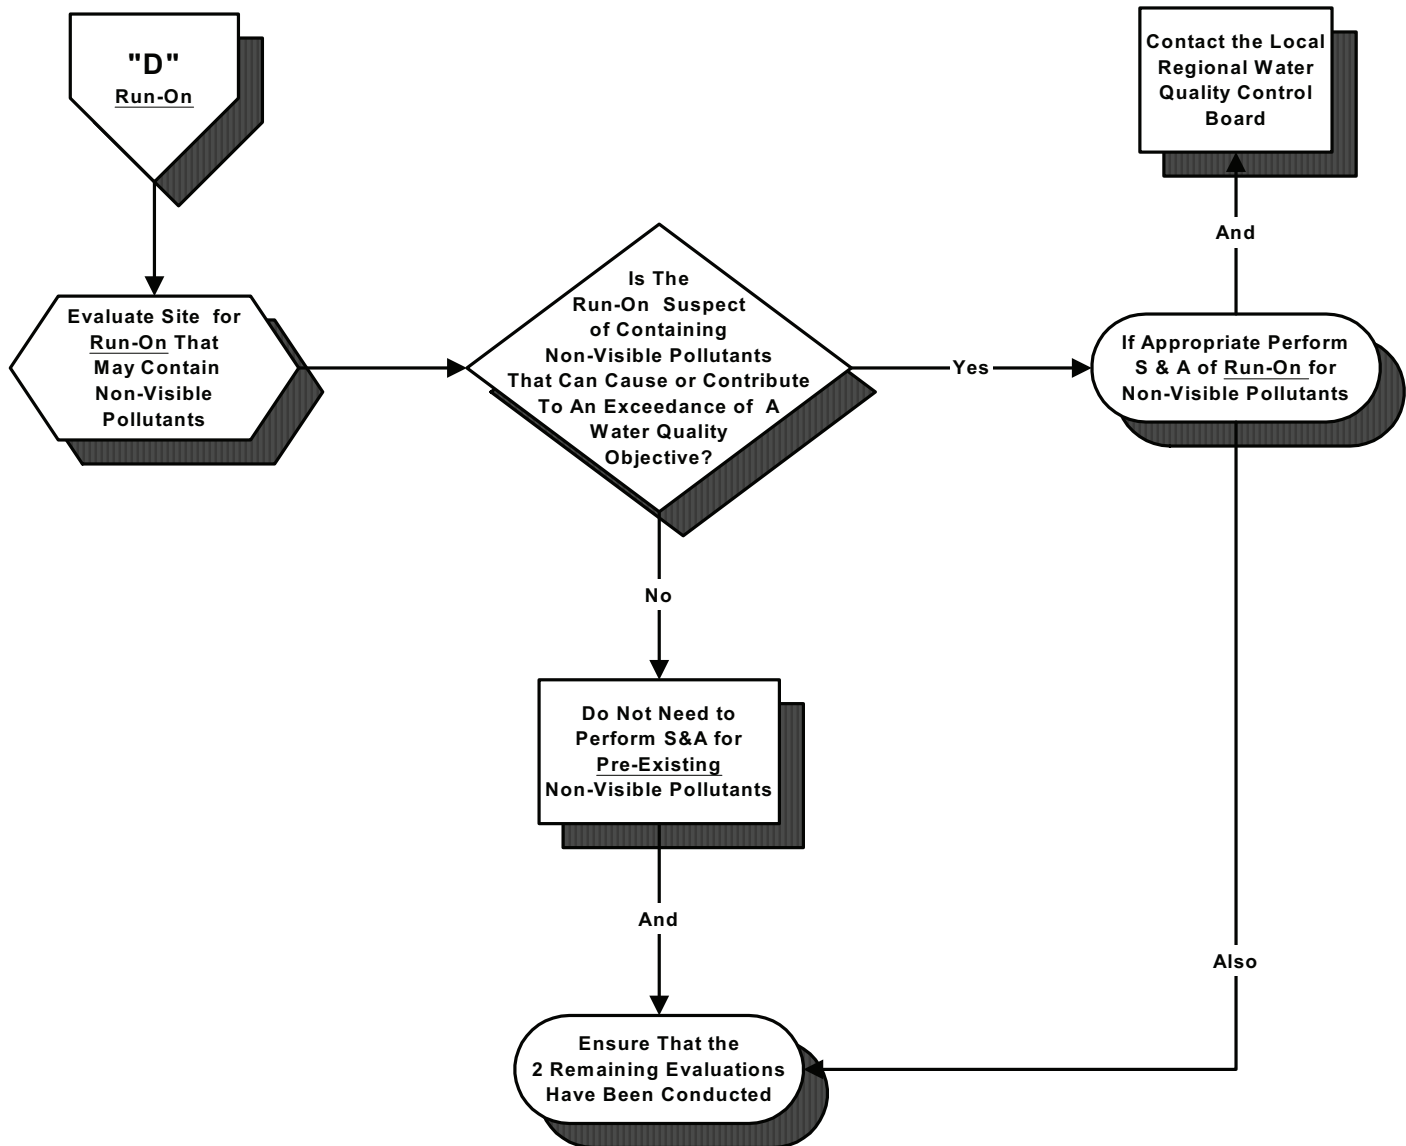 "D"
Run-On
Evaluate Site for
Run-On That
May Contain
Non-Visible
Pollutants
Is The
Run-On Suspect
of Containing
Non-Visible Pollutants
That Can Cause or Contribute
To An Exceedance of A
Water Quality
Objective?
Yes
If Appropriate Perform
S & A of Run-On for
Non-Visible Pollutants
And
Contact the Local
Regional Water
Quality Control
Board
No
Do Not Need to
Perform S&A for
Pre-Existing
Non-Visible Pollutants
And
Also
Ensure That the
2 Remaining Evaluations
Have Been Conducted